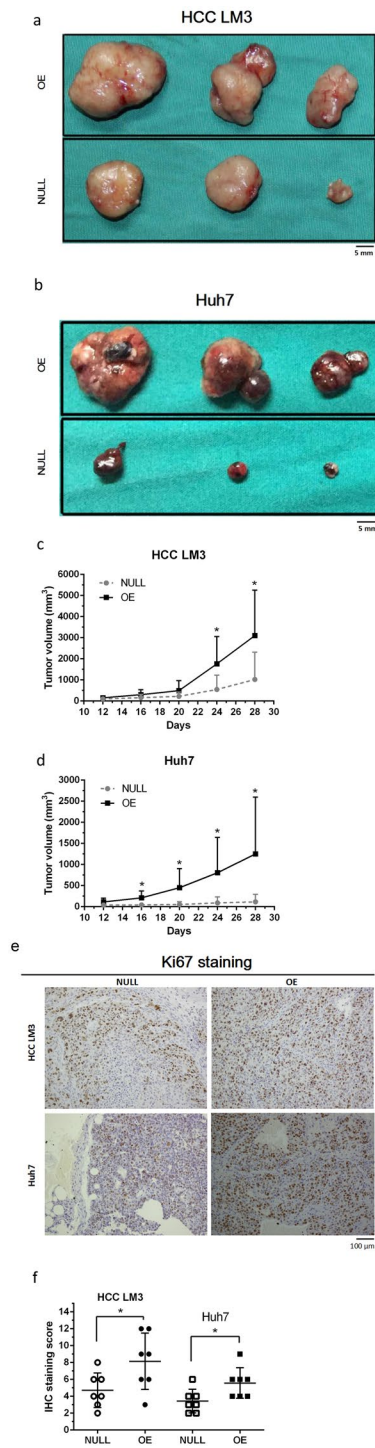 a
HCC LM3
OE
NULL
5 mm
b
Huh7
OE
NULL
5 mm
c
HCC LM3
Tumor volume (mm³)
6000
5000
4000
3000
2000
1000
0
NULL
OE
*
*
10 12 14 16 18 20 22 24 26 28 30
Days
d
Huh7
Tumor volume (mm³)
3000
2500
2000
1500
1000
500
0
NULL
OE
*
*
*
*
10 12 14 16 18 20 22 24 26 28 30
Days
e
Ki67 staining
NULL OE
HCC LM3
Huh7
100 μm
f
HCC LM3
Huh7
IHC staining score
14
12
10
8
6
4
2
0
*
*
NULL OE NULL OE